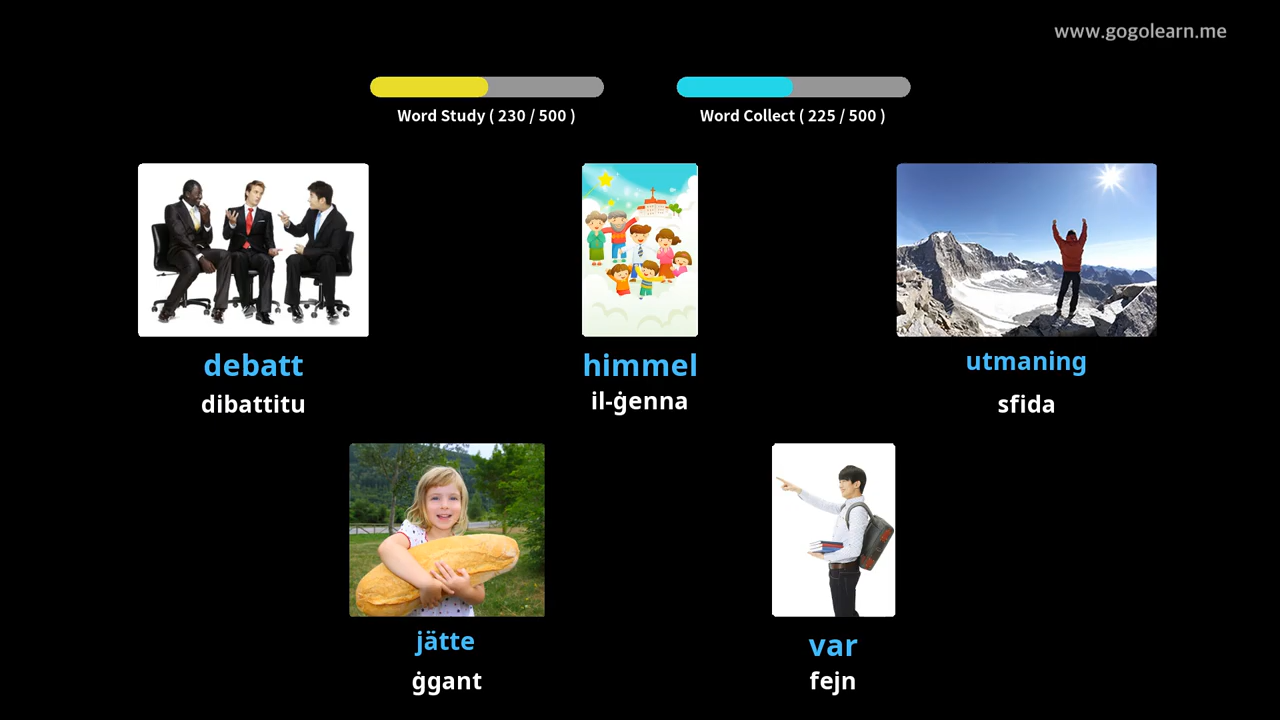 www.gogolearn.me
Word Study ( 230 / 500 )
Word Collect ( 225 / 500 )
debatt
dibattitu
himmel
il-ġenna
utmaning
sfida
jätte
ġgant
var
fejn